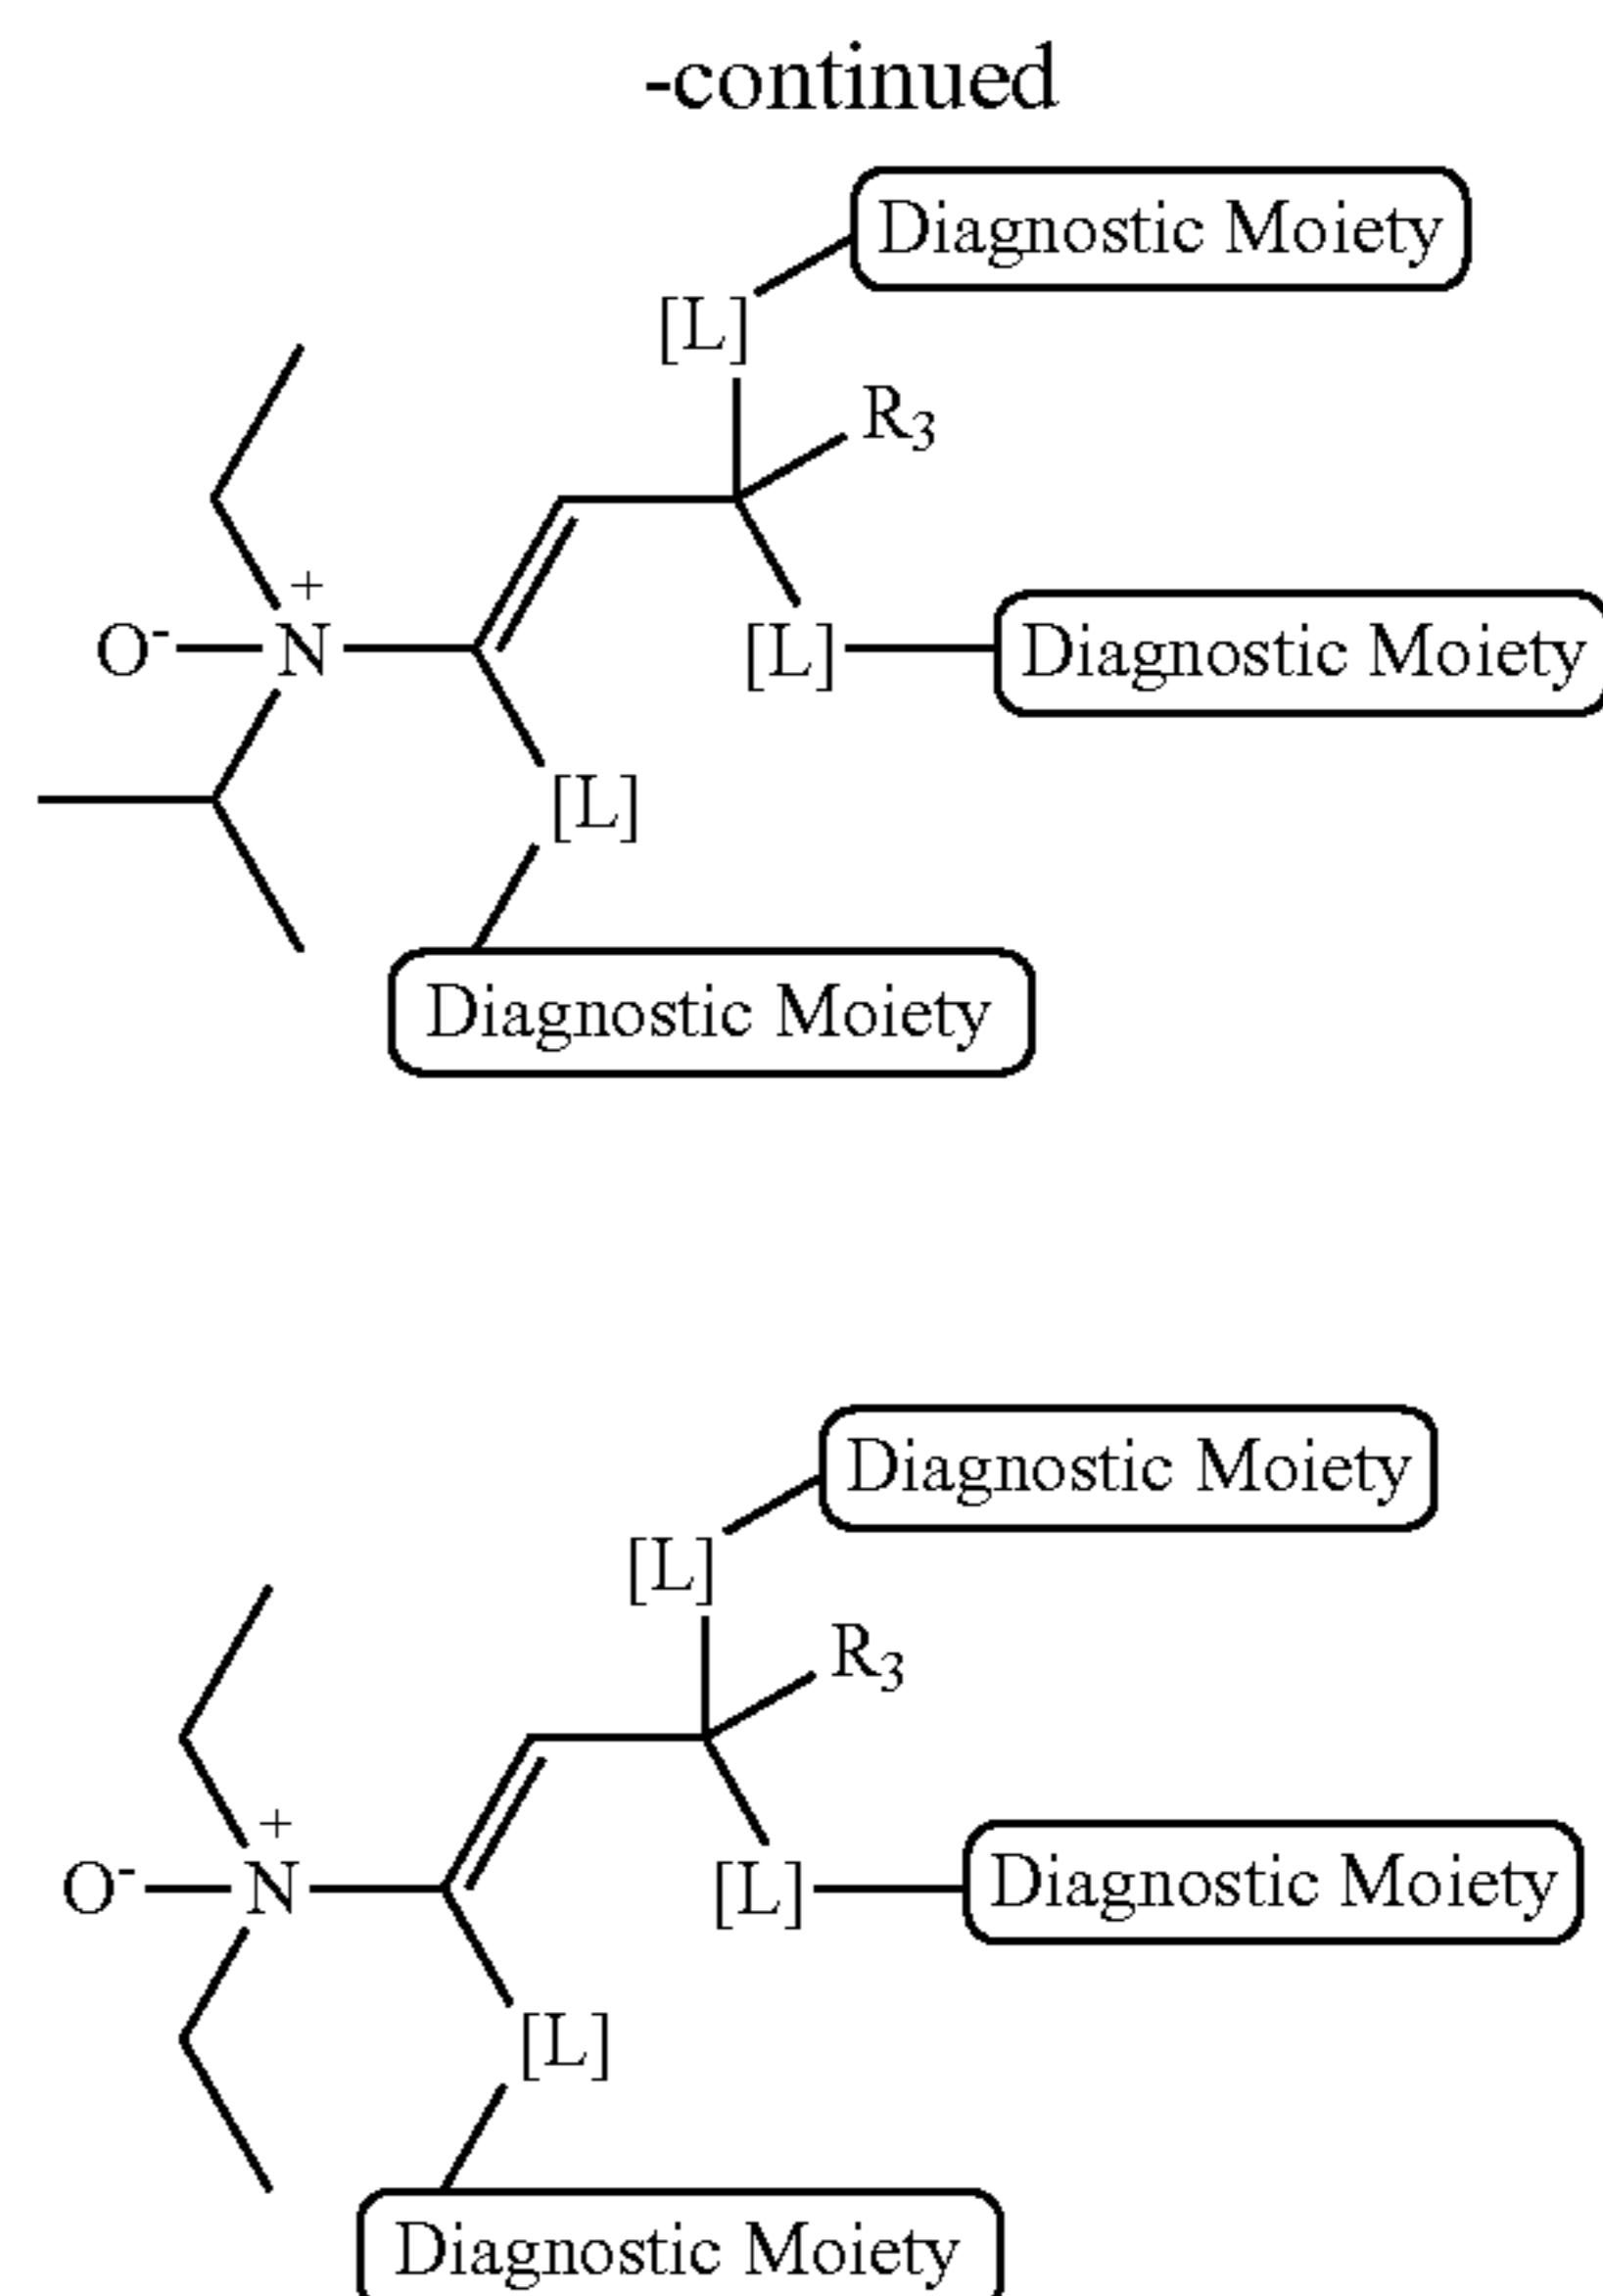 -continued
Diagnostic Moiety
[L]
R3
+
O- N [L] Diagnostic Moiety
[L]
Diagnostic Moiety
Diagnostic Moiety
[L]
R3
+
O- N [L] Diagnostic Moiety
[L]
Diagnostic Moiety